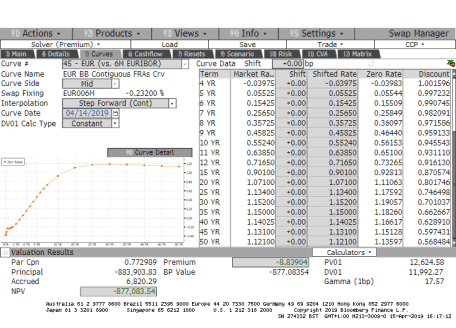 1) Actions 92) Products 93) Views 94) Info 95) Settings Swap Manager
Solver (Premium) Load Save Trade CCP
3) Main 4) Details 5) Curves 6) Cashflow 7) Resets 9) Scenario 10) Risk 12) CVA 13) Matrix
Curve # 45 - EUR (vs. 6M EURIBOR) Curve Data Shift +0.00 bp
Curve Name EUR BB Contiguous FRAs Crv
Curve Side Mid
Swap Fixing EUR006M -0.23200 %
Interpolation Step Forward (Cont)
Curve Date 04/14/2019
DV01 Calc Type Constant
Curve Detail
Term Market Ra... Shift Shifted Rate Zero Rate Discount
4 YR -0.03975 +0.00 -0.03975 -0.03983 1.001596
5 YR 0.05525 +0.00 0.05525 0.05544 0.997232
6 YR 0.15425 +0.00 0.15425 0.15509 0.990745
7 YR 0.25650 +0.00 0.25650 0.25849 0.982091
8 YR 0.35725 +0.00 0.35725 0.36097 0.971586
9 YR 0.45825 +0.00 0.45825 0.46440 0.959133
10 YR 0.55240 +0.00 0.55240 0.56153 0.945543
11 YR 0.63850 +0.00 0.63850 0.65100 0.931110
12 YR 0.71650 +0.00 0.71650 0.73265 0.916130
15 YR 0.90100 +0.00 0.90100 0.92813 0.870574
20 YR 1.07100 +0.00 1.07100 1.11063 0.801746
25 YR 1.13400 +0.00 1.13400 1.17592 0.746498
30 YR 1.15200 +0.00 1.15200 1.19057 0.701037
35 YR 1.15000 +0.00 1.15000 1.18260 0.662667
40 YR 1.14025 +0.00 1.14025 1.16617 0.628910
45 YR 1.13100 +0.00 1.13100 1.15128 0.597431
50 YR 1.12100 +0.00 1.12100 1.13597 0.568484
Valuation Results Calculators
Par Cpn 0.772989 Premium -8.83904 PV01 12,624.58
Principal -883,903.83 BP Value -877.08354 DV01 11,992.27
Accrued 6,820.29 Gamma (1bp) 17.57
NPV -877,083.54
Australia 61 2 9777 8600 Brazil 5511 2395 9000 Europe 44 20 7330 7500 Germany 49 69 9204 1210 Hong Kong 852 2977 6000
Japan 81 3 3201 8900 Singapore 65 6212 1000 U.S. 1 212 318 2000 Copyright 2019 Bloomberg Finance L.P.
SN 274332 BST GMT+1:00 H213-3009-0 15-Apr-2019 16:17:12